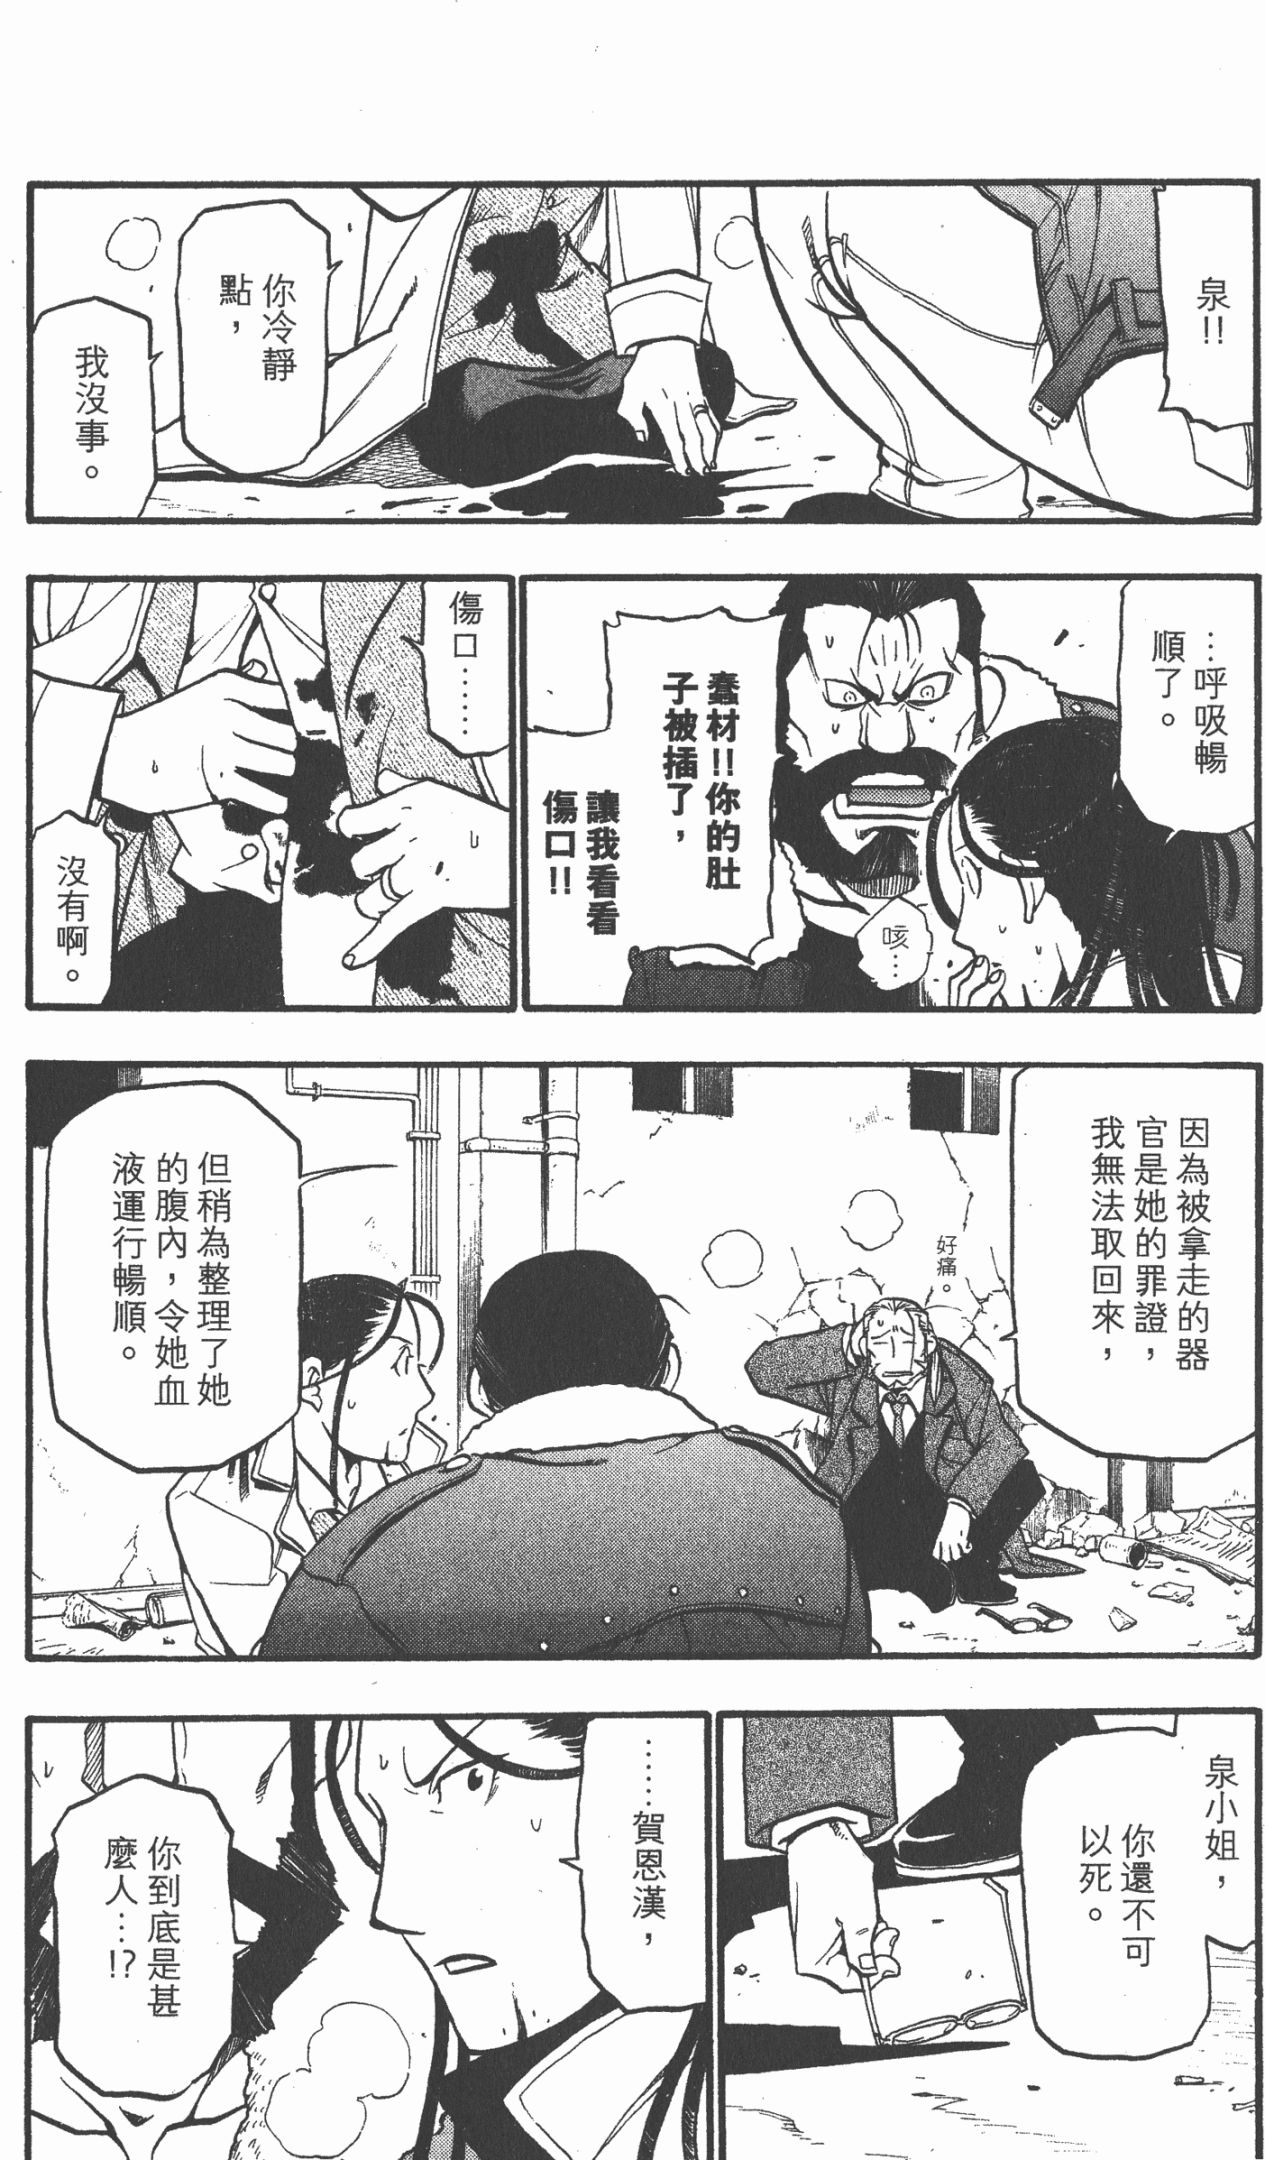 泉!!
你冷靜
點，
我沒事。
…呼吸暢
順了。
咳…
蠢材!!你的肚
子被插了，
讓我看看
傷口!!
傷口……
沒有啊。
因為被拿走的器
官是她的罪證，
我無法取回來，
好痛。
但稍為整理了她
的腹內，令她血
液運行暢順。
泉小姐，
你還不可
以死。
……賀恩漢，
你到底是甚
麼人…!?